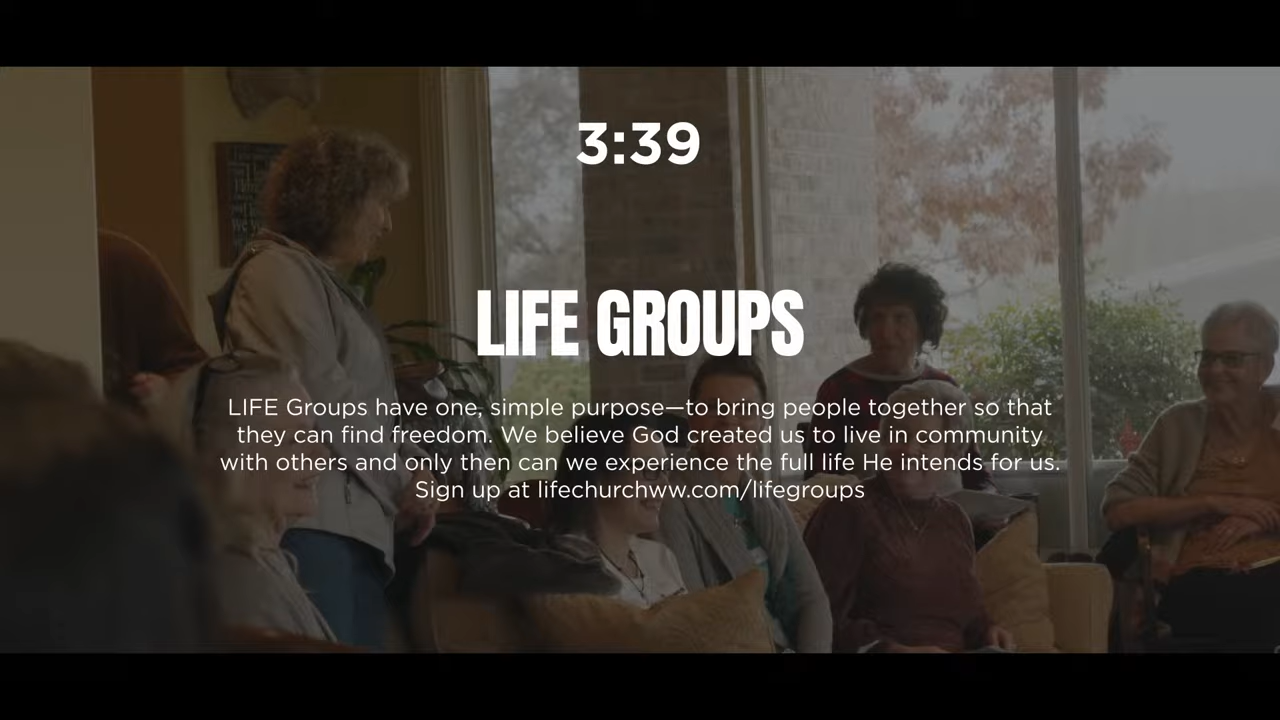 3:39
LIFE GROUPS
LIFE Groups have one, simple purpose—to bring people together so that
they can find freedom. We believe God created us to live in community
with others and only then can we experience the full life He intends for us.
Sign up at lifechurchww.com/lifegroups